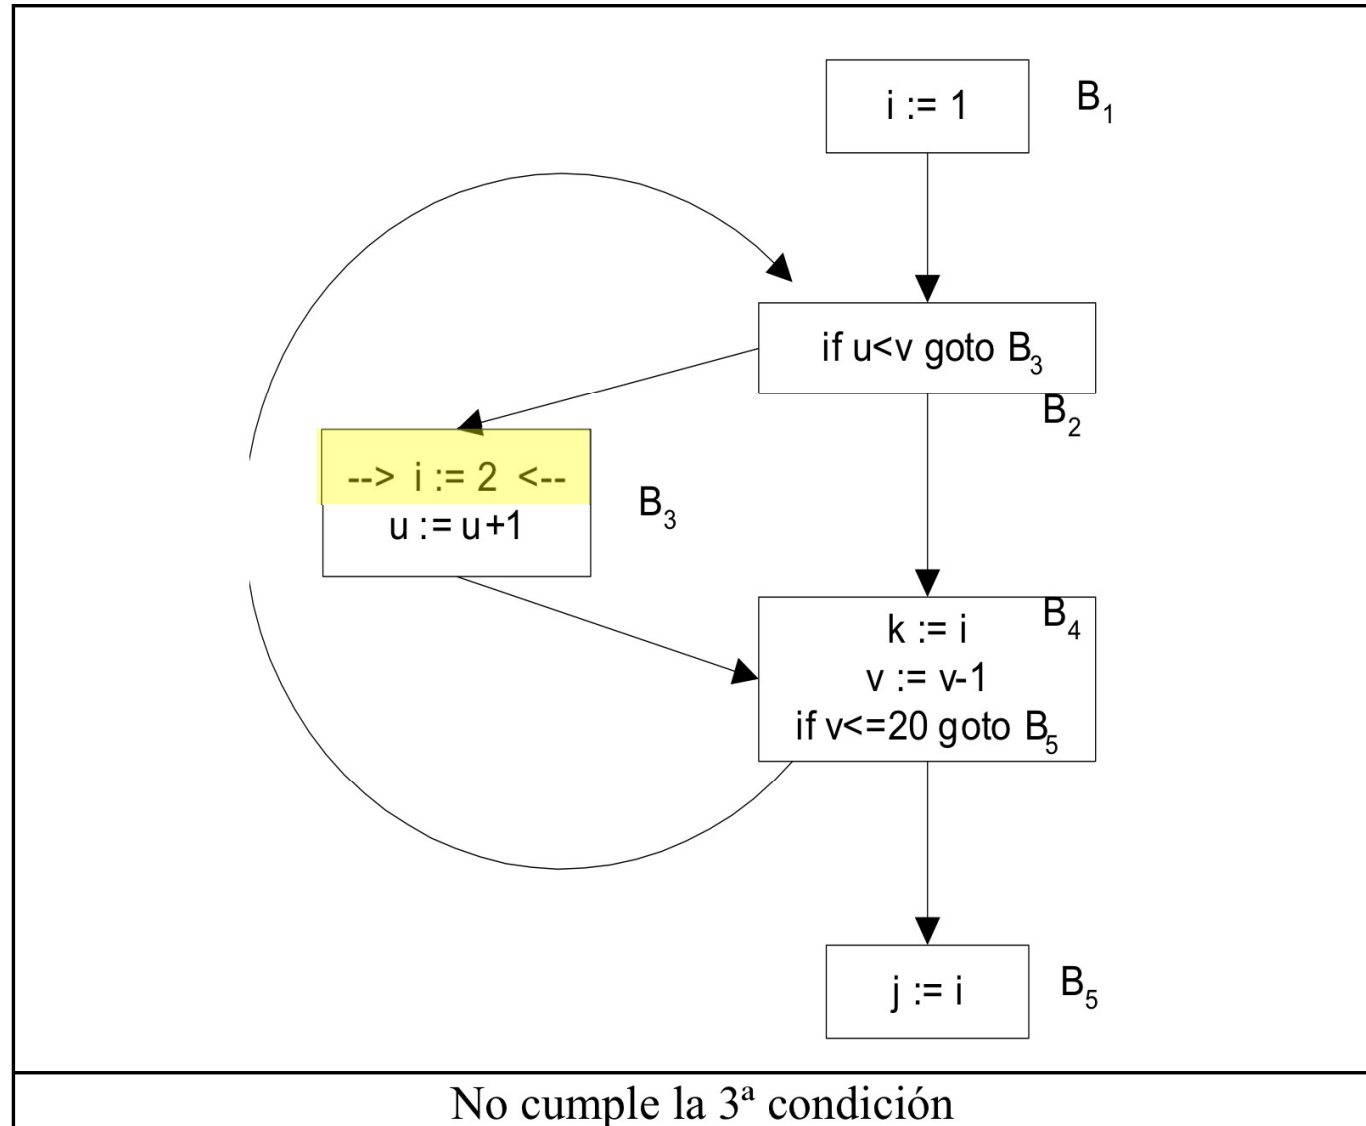 i := 1
B1
if u<v goto B3
B2
--> i := 2 <--
u := u+1
B3
k := i
B4
v := v-1
if v<=20 goto B5
j := i
B5
No cumple la 3ª condición